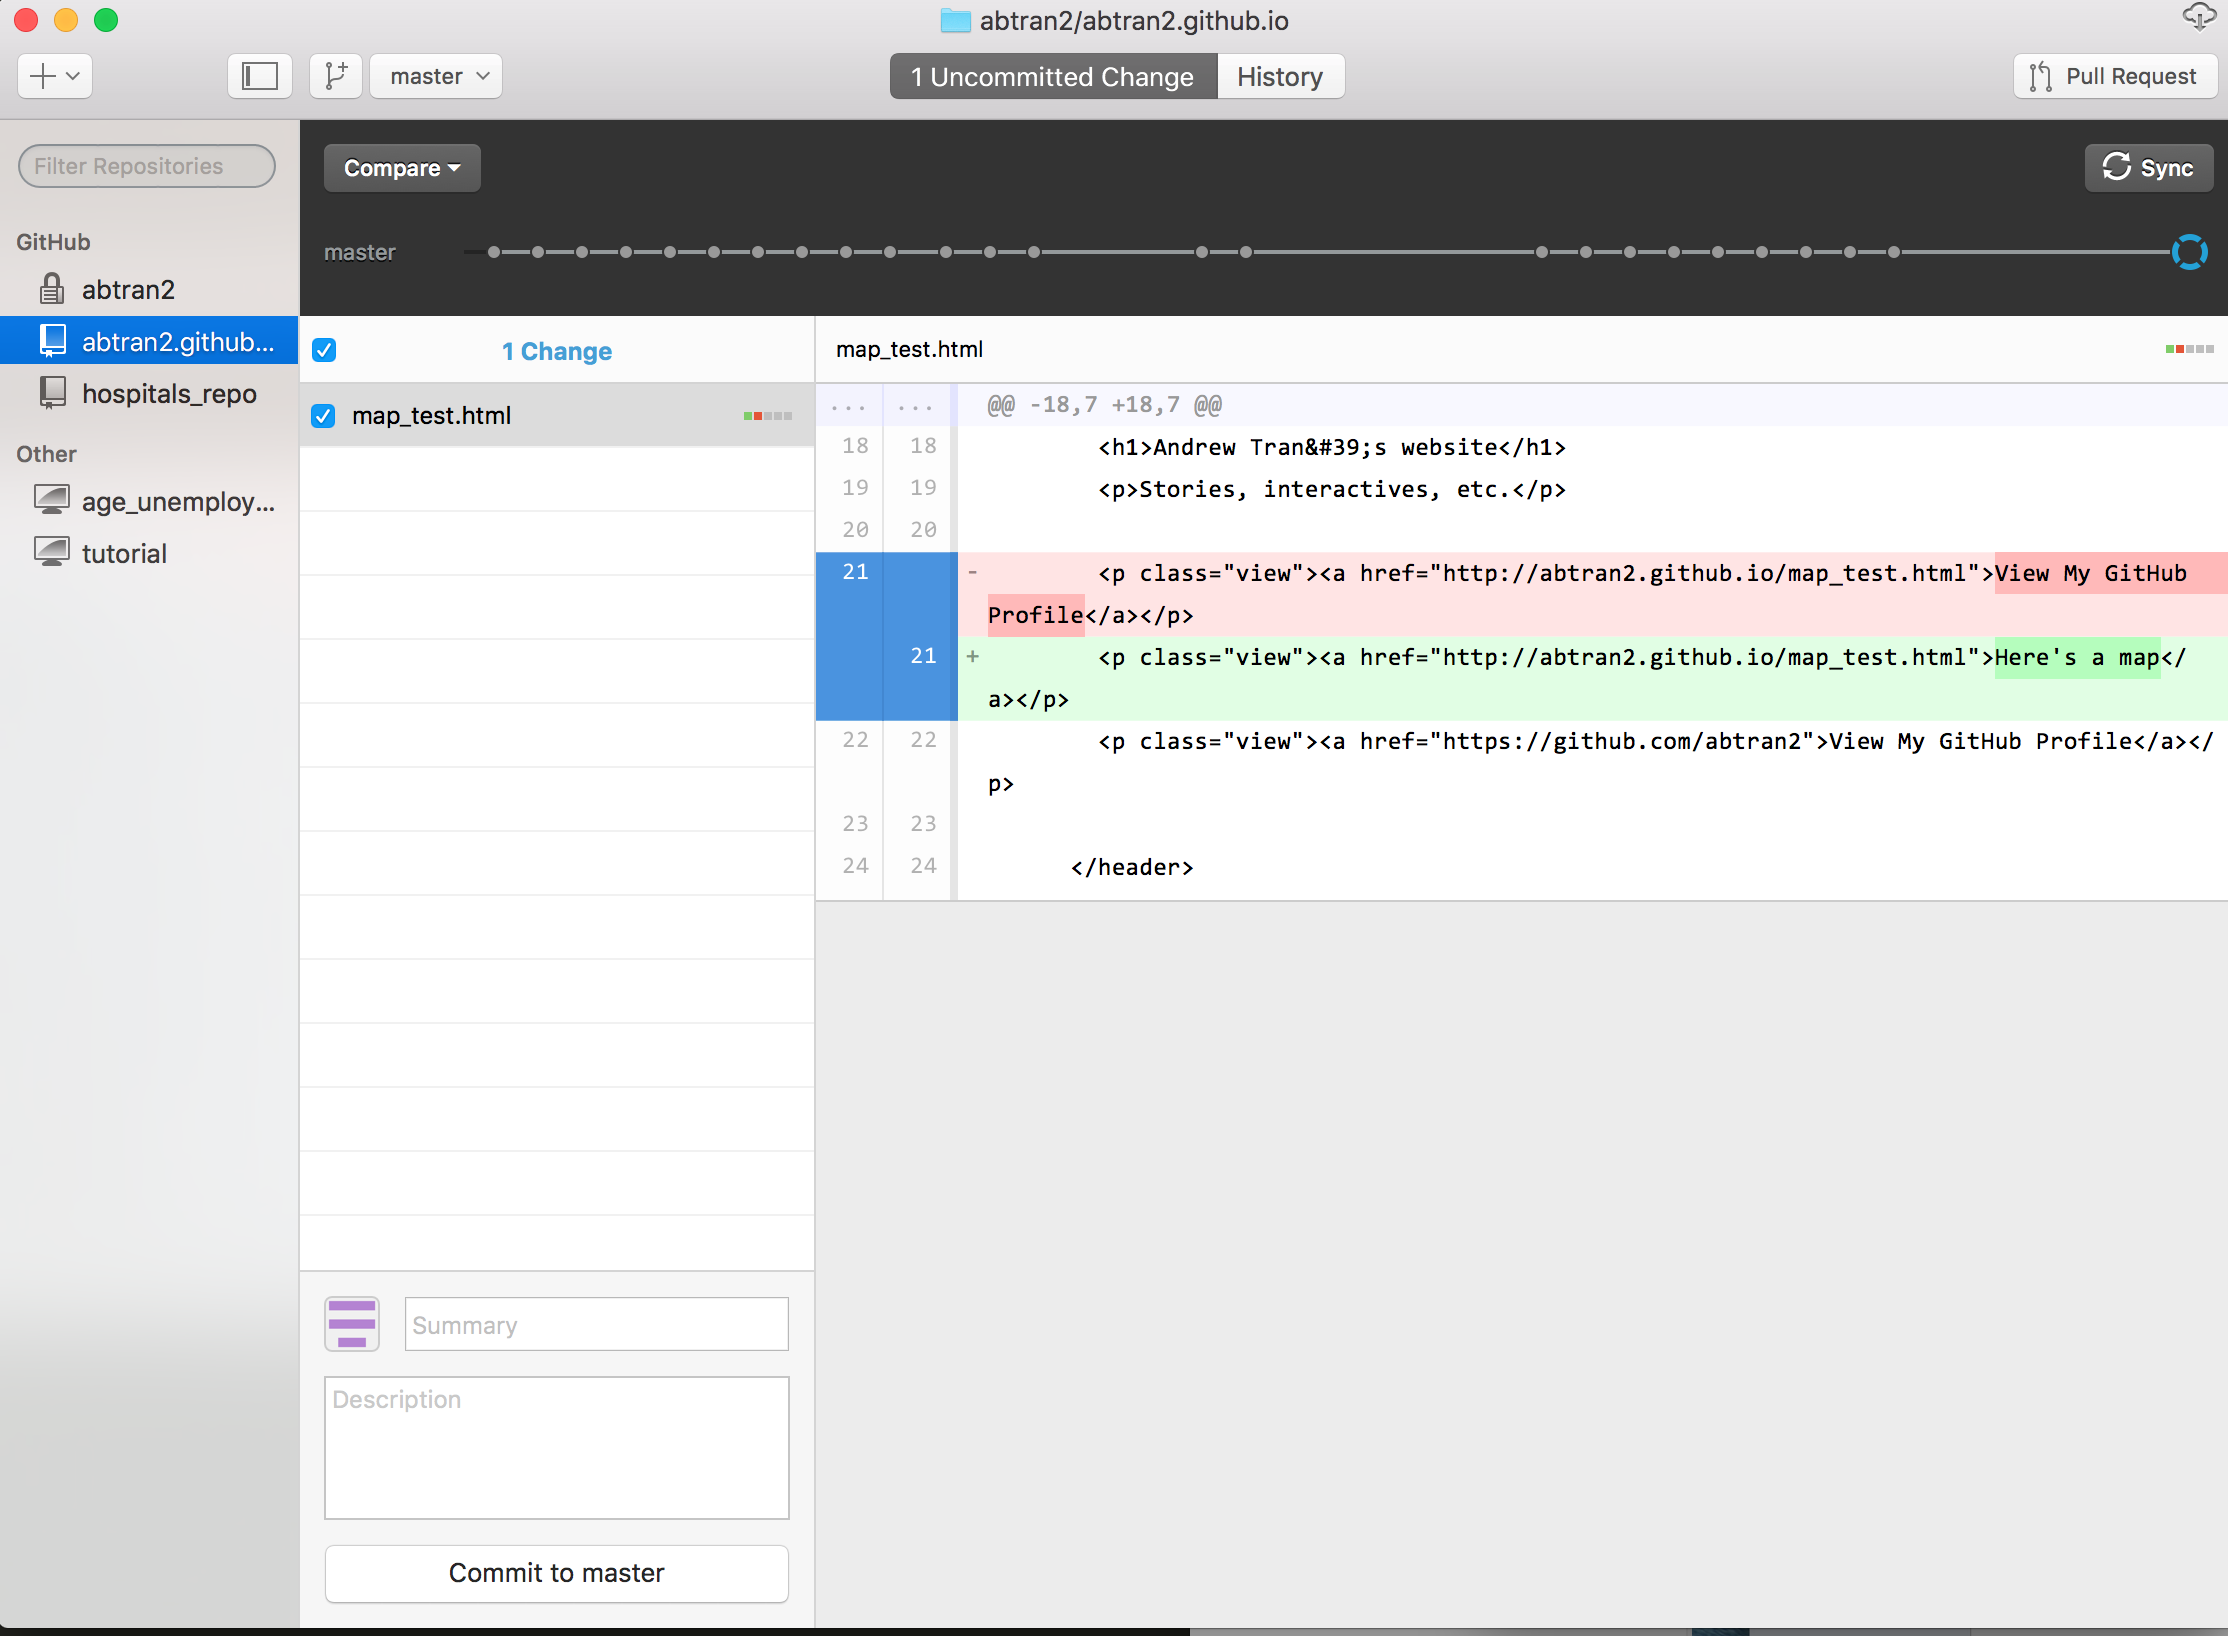 abtran2/abtran2.github.io
master
1 Uncommitted Change
History
Pull Request
Filter Repositories
GitHub
abtran2
abtran2.github...
hospitals_repo
Other
age_unemploy...
tutorial
Compare
Sync
master
1 Change
map_test.html
Summary
Description
Commit to master
map_test.html
... ... @@ -18,7 +18,7 @@
18 18 <h1>Andrew Tran&#39;s website</h1>
19 19 <p>Stories, interactives, etc.</p>
20 20
21 - <p class="view"><a href="http://abtran2.github.io/map_test.html">View My GitHub
Profile</a></p>
21 + <p class="view"><a href="http://abtran2.github.io/map_test.html">Here's a map</
a></p>
22 22 <p class="view"><a href="https://github.com/abtran2">View My GitHub Profile</a></
p>
23 23
24 24 </header>